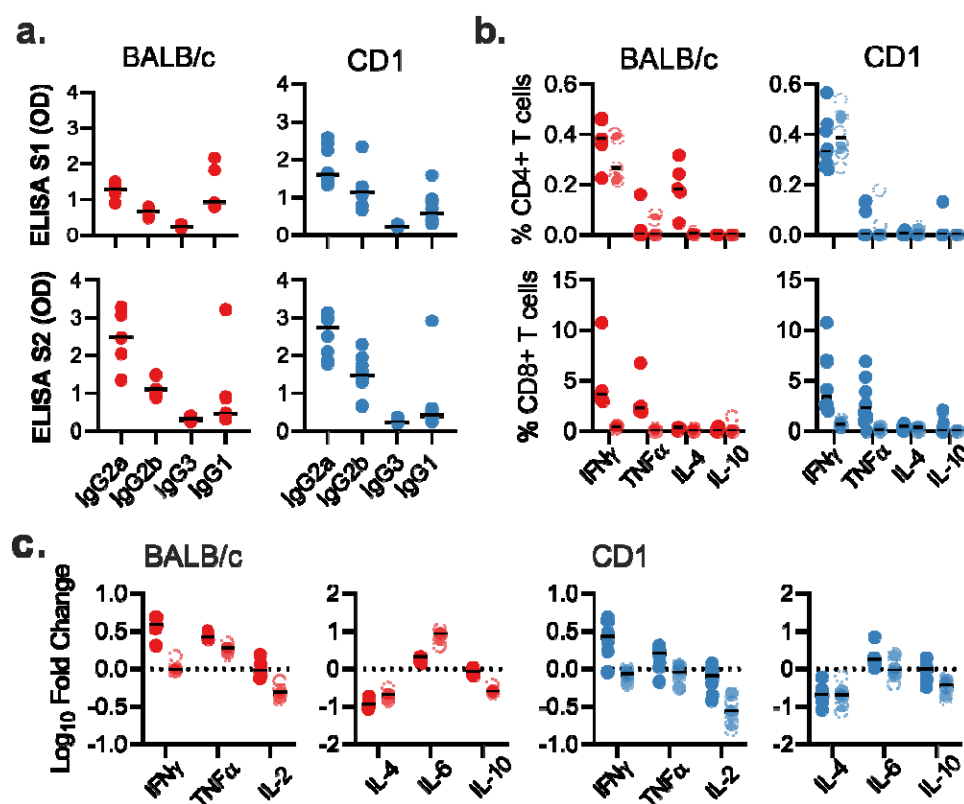 a.
BALB/c
CD1
ELISA S1 (OD)
4
3
2
1
0
4
3
2
1
0
ELISA S2 (OD)
4
3
2
1
0
4
3
2
1
0
IgG2a
IgG2b
IgG3
IgG1
IgG2a
IgG2b
IgG3
IgG1
b.
BALB/c
CD1
% CD4+ T cells
0.6
0.4
0.2
0.0
0.6
0.4
0.2
0.0
% CD8+ T cells
15
10
5
0
15
10
5
0
IFNγ
TNFα
IL-4
IL-10
IFNγ
TNFα
IL-4
IL-10
c.
BALB/c
CD1
Log10 Fold Change
1.0
0.5
0.0
-0.5
-1.0
2
1
0
-1
-2
1.0
0.5
0.0
-0.5
-1.0
2
1
0
-1
-2
IFNγ
TNFα
IL-2
IL-4
IL-6
IL-10
IFNγ
TNFα
IL-2
IL-4
IL-6
IL-10